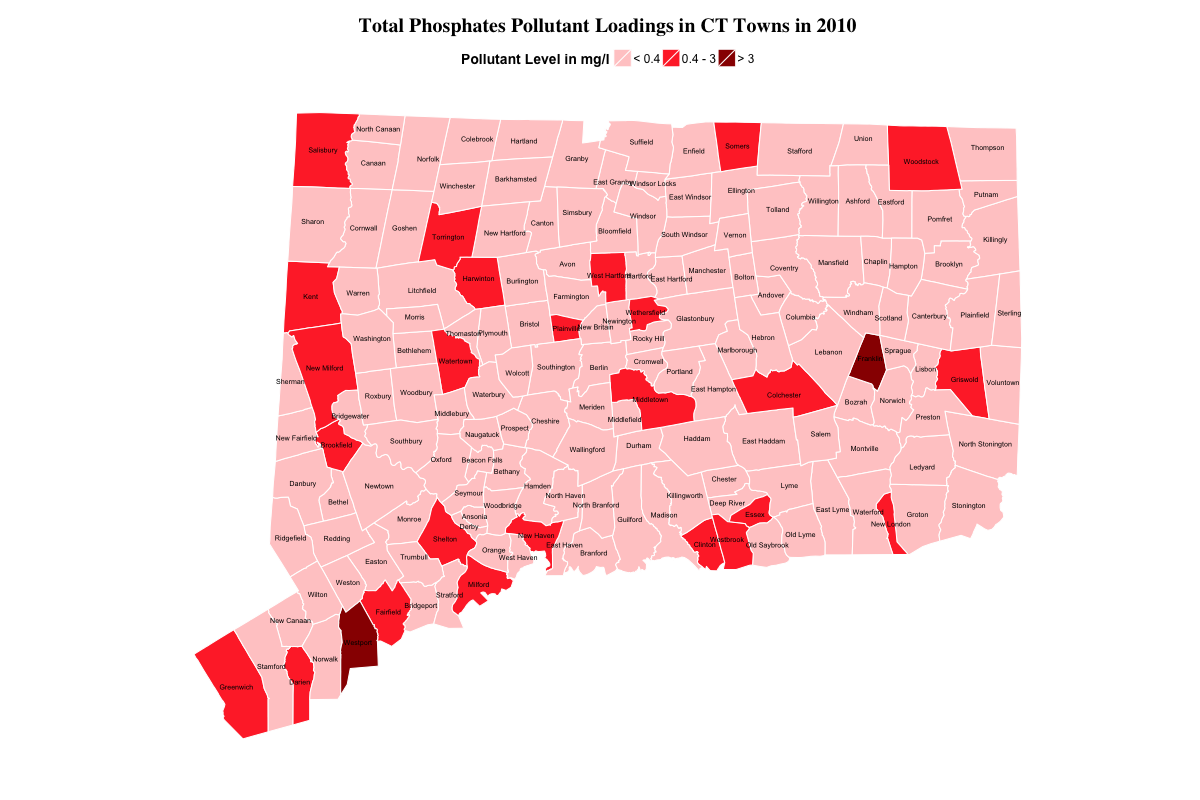 Total Phosphates Pollutant Loadings in CT Towns in 2010
Pollutant Level in mg/l < 0.4 0.4 - 3 > 3
North Canaan
Colebrook
Hartland
Salisbury
Canaan
Norfolk
Granby
Suffield
Enfield
Somers
Stafford
Union
Woodstock
Thompson
Winchester
Barkhamsted
East Granby
Windsor Locks
East Windsor
Ellington
Tolland
Willington
Ashford
Eastford
Putnam
Pomfret
Sharon
Cornwall
Goshen
Torrington
New Hartford
Canton
Simsbury
Bloomfield
Windsor
South Windsor
Vernon
Killingly
Kent
Warren
Litchfield
Harwinton
Burlington
Avon
West Hartford
Hartford
East Hartford
Manchester
Bolton
Coventry
Mansfield
Chaplin
Hampton
Brooklyn
Farmington
Andover
Morris
Washington
Bethlehem
Thomaston
Plymouth
Bristol
Plainville
New Britain
Newington
Wethersfield
Glastonbury
Rocky Hill
Hebron
Columbia
Windham
Scotland
Canterbury
Plainfield
Sterling
New Milford
Sherman
Watertown
Wolcott
Southington
Berlin
Cromwell
Portland
Marlborough
Lebanon
Franklin
Sprague
Lisbon
Griswold
Voluntown
Roxbury
Woodbury
Waterbury
East Hampton
Colchester
Bozrah
Norwich
Preston
Bridgewater
Middlebury
Meriden
Middletown
Middlefield
Cheshire
Prospect
Naugatuck
New Fairfield
Brookfield
Southbury
Oxford
Beacon Falls
Bethany
Wallingford
Durham
Haddam
East Haddam
Salem
Montville
Ledyard
North Stonington
Danbury
Bethel
Newtown
Seymour
Woodbridge
Hamden
North Haven
North Branford
Guilford
Madison
Killingworth
Chester
Deep River
Essex
Lyme
East Lyme
Waterford
New London
Groton
Stonington
Ridgefield
Redding
Monroe
Ansonia
Derby
Shelton
Orange
New Haven
West Haven
East Haven
Branford
Clinton
Westbrook
Old Saybrook
Old Lyme
Easton
Trumbull
Weston
Wilton
Milford
Stratford
Bridgeport
Fairfield
New Canaan
Westport
Norwalk
Stamford
Darien
Greenwich